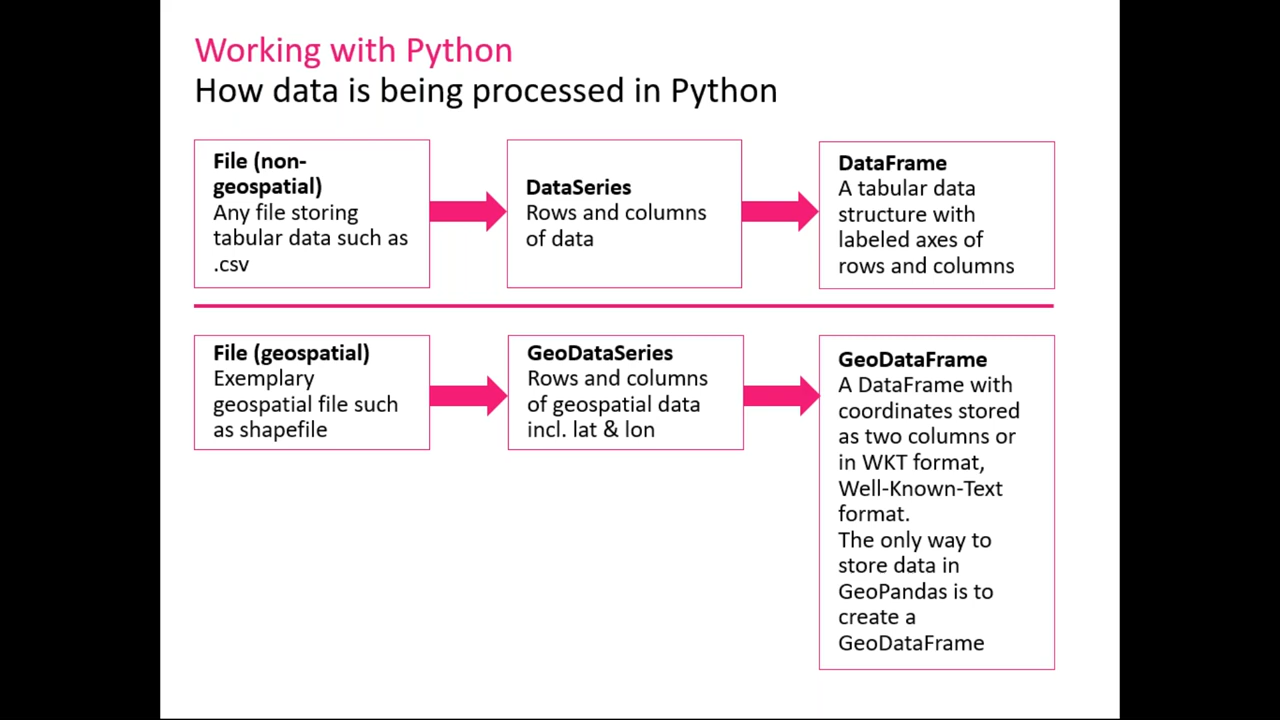 Working with Python
How data is being processed in Python
File (non-
geospatial)
Any file storing
tabular data such as
.csv
DataSeries
Rows and columns
of data
DataFrame
A tabular data
structure with
labeled axes of
rows and columns
File (geospatial)
Exemplary
geospatial file such
as shapefile
GeoDataSeries
Rows and columns
of geospatial data
incl. lat & lon
GeoDataFrame
A DataFrame with
coordinates stored
as two columns or
in WKT format,
Well-Known-Text
format.
The only way to
store data in
GeoPandas is to
create a
GeoDataFrame